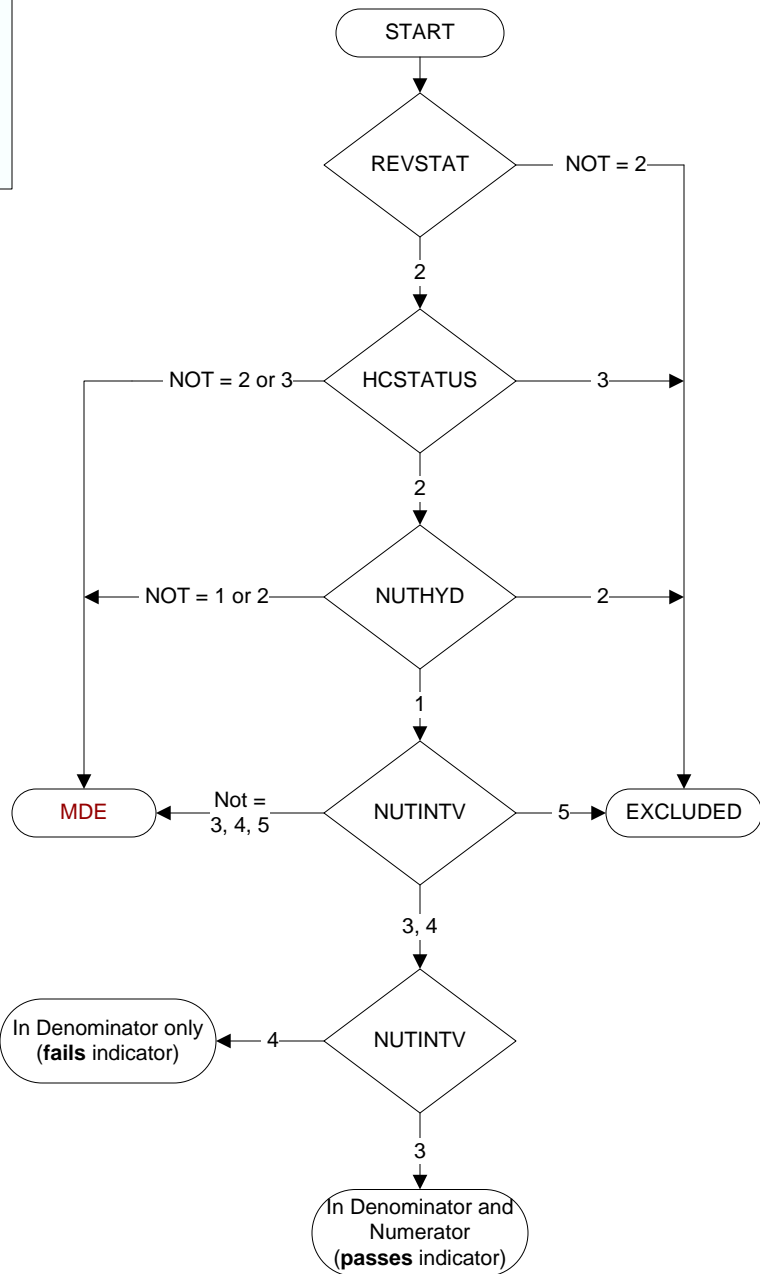 START
REVSTAT
NOT = 2
2
NOT = 2 or 3
HCSTATUS
3
2
NOT = 1 or 2
NUTHYD
2
1
MDE
Not =
3, 4, 5
NUTINTV
5
EXCLUDED
3, 4
In Denominator only
(fails indicator)
4
NUTINTV
3
In Denominator and
Numerator
(passes indicator)